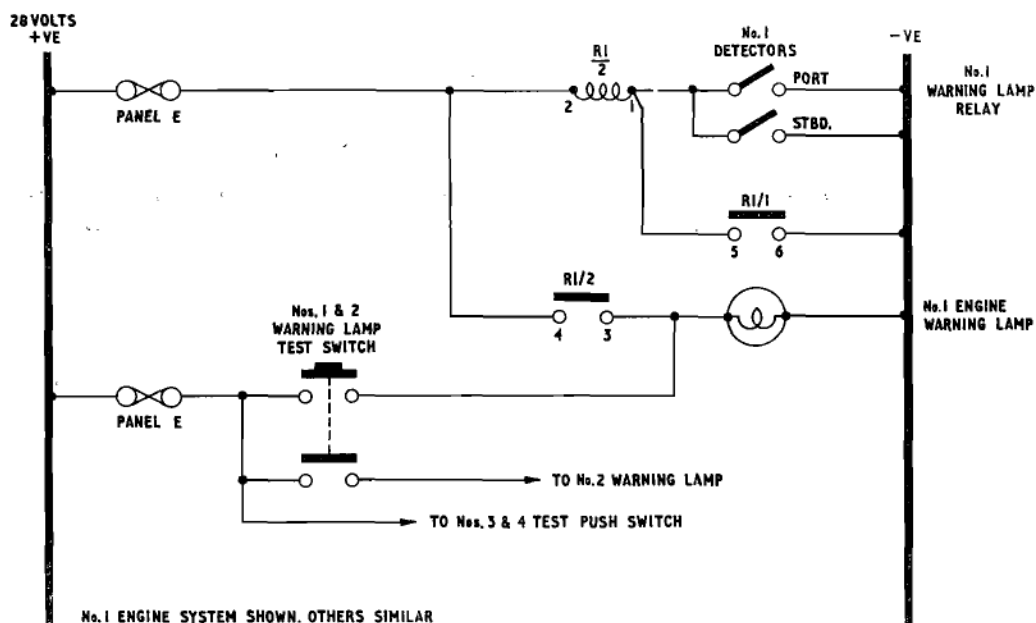 28 VOLTS
+VE
PANEL E
R1
2
2
1
No.1
DETECTORS
PORT
STBD.
-VE
No.1
WARNING LAMP
RELAY
R1/1
5
6
R1/2
4
3
No.1 ENGINE
WARNING LAMP
Nos. 1 & 2
WARNING LAMP
TEST SWITCH
PANEL E
TO No.2 WARNING LAMP
TO Nos. 3 & 4 TEST PUSH SWITCH
No.1 ENGINE SYSTEM SHOWN. OTHERS SIMILAR